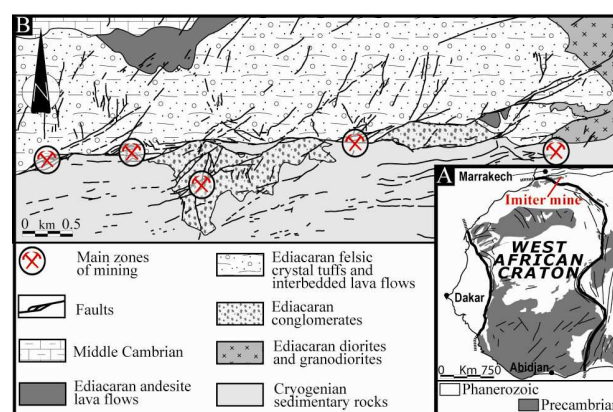 B
N
0 km 0.5
A
Marrakech
Imiter mine
WEST
AFRICAN
CRATON
Dakar
Abidjan
0 Km 750
Phanerozoic
Precambrian
Main zones
of mining
Faults
Middle Cambrian
Ediacaran andesite
lava flows
Ediacaran felsic
crystal tuffs and
interbedded lava flows
Ediacaran
conglomerates
Ediacaran diorites
and granodiorites
Cryogenian
sedimentary rocks